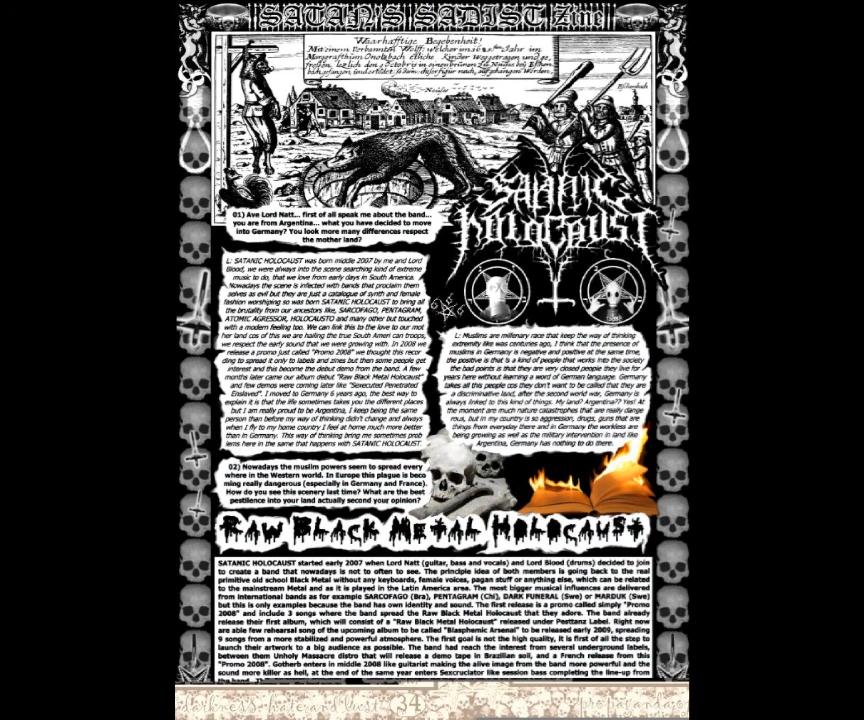 SATAN'S SADIST Zine
Waarhafftige Begebenheit!
Neüses
Eschenbach
SATANIC
HOLOCAUST
01) Ave Lord Natt... first of all speak me about the band...
you are from Argentina... what you have decided to move
into Germany? You look more many differences respect
the mother land?
L: SATANIC HOLOCAUST was born middle 2007 by me and Lord
Blood, we were always into the scene searching kind of extreme
music to do, that we love from early days in South America.
Nowadays the scene is infected with bands that proclaim them
selves as evil but they are just a catalogue of synth and female
fashion worshiping so was born SATANIC HOLOCAUST to bring all
the brutality from our ancestors like, SARCOFAGO, PENTAGRAM,
ATOMIC AGRESSOR, HOLOCAUSTO and many other but touched
with a modern feeling too. We can link this to the love to our mot
her land cos of this we are hailing the true South Ameri can troops,
we respect the early sound that we were growing with. In 2008 we
release a promo just called "Promo 2008" we thought this recor
ding to spread it only to labels and zines but then some people get
interest and this become the debut demo from the band. A few
months later came our album debut "Raw Black Metal Holocaust"
and few demos were coming later like "Sexecuted Penetrated
Enslaved". I moved to Germany 6 years ago, the best way to
explain it is that the life sometimes takes you the different places
but I am really proud to be Argentina, I keep being the same
person than before my way of thinking didn't change and always
when I fly to my home country I feel at home much more better
than in Germany. This way of thinking bring me sometimes prob
lems here in the same that happens with SATANIC HOLOCAUST.
02) Nowadays the muslim powers seem to spread every
where in the Western world. In Europe this plague is beco
ming really dangerous (especially in Germany and France).
How do you see this scenery last time? What are the best
pestilence into your land actually second your opinion?
L: Muslims are millenary race that keep the way of thinking
extremely like was centuries ago, I think that the presence of
muslims in Germany is negative and positive at the same time,
the positive is that is a kind of people that works into the society
the bad points is that they are very closed people they live for
years here without learning a word of German language. Germany
takes all this people cos they don't want to be called that they are
a discriminative land, after the second world war, Germany is
always linked to this kind of things. My land? Argentina?? Yes! At
the moment are much nature catastrophes that are really dange
rous, but in my country is so aggression, drugs, guns that are
things from everyday there and in Germany the workless are
being growing as well as the military intervention in land like
Argentina, Germany has nothing to do there.
RAW BLACK METAL HOLOCAUST
SATANIC HOLOCAUST started early 2007 when Lord Natt (guitar, bass and vocals) and Lord Blood (drums) decided to join
to create a band that nowadays is not to often to see. The principle idea of both members is going back to the real
primitive old school Black Metal without any keyboards, female voices, pagan stuff or anything else, which can be related
to the mainstream Metal and as it is played in the Latin America area. The most bigger musical influences are delivered
from international bands as for example SARCOFAGO (Bra), PENTAGRAM (Chi), DARK FUNERAL (Swe) or MARDUK (Swe)
but this is only examples because the band has own identity and sound. The first release is a promo called simply "Promo
2008" and include 3 songs where the band spread the Raw Black Metal Holocaust that they adore. The band already
release their first album, which will consist of a "Raw Black Metal Holocaust" released under Pesttanz Label. Right now
are able few rehearsal song of the upcoming album to be called "Blasphemic Arsenal" to be released early 2009, spreading
9 songs from a more stabilized and powerful atmosphere. The first goal is not the high quality, it is first of all the step to
launch their artwork to a big audience as possible. The band had reach the interest from several underground labels,
between them Unholy Massacre distro that will release a demo tape in Brazilian soil, and a French release from this
"Promo 2008". Gotherb enters in middle 2008 like guitarist making the alive image from the band more powerful and the
sound more killer as hell, at the end of the same year enters Sexcruciator like session bass completing the line-up from
the band.
darkness, hate and lust
34
propaganda